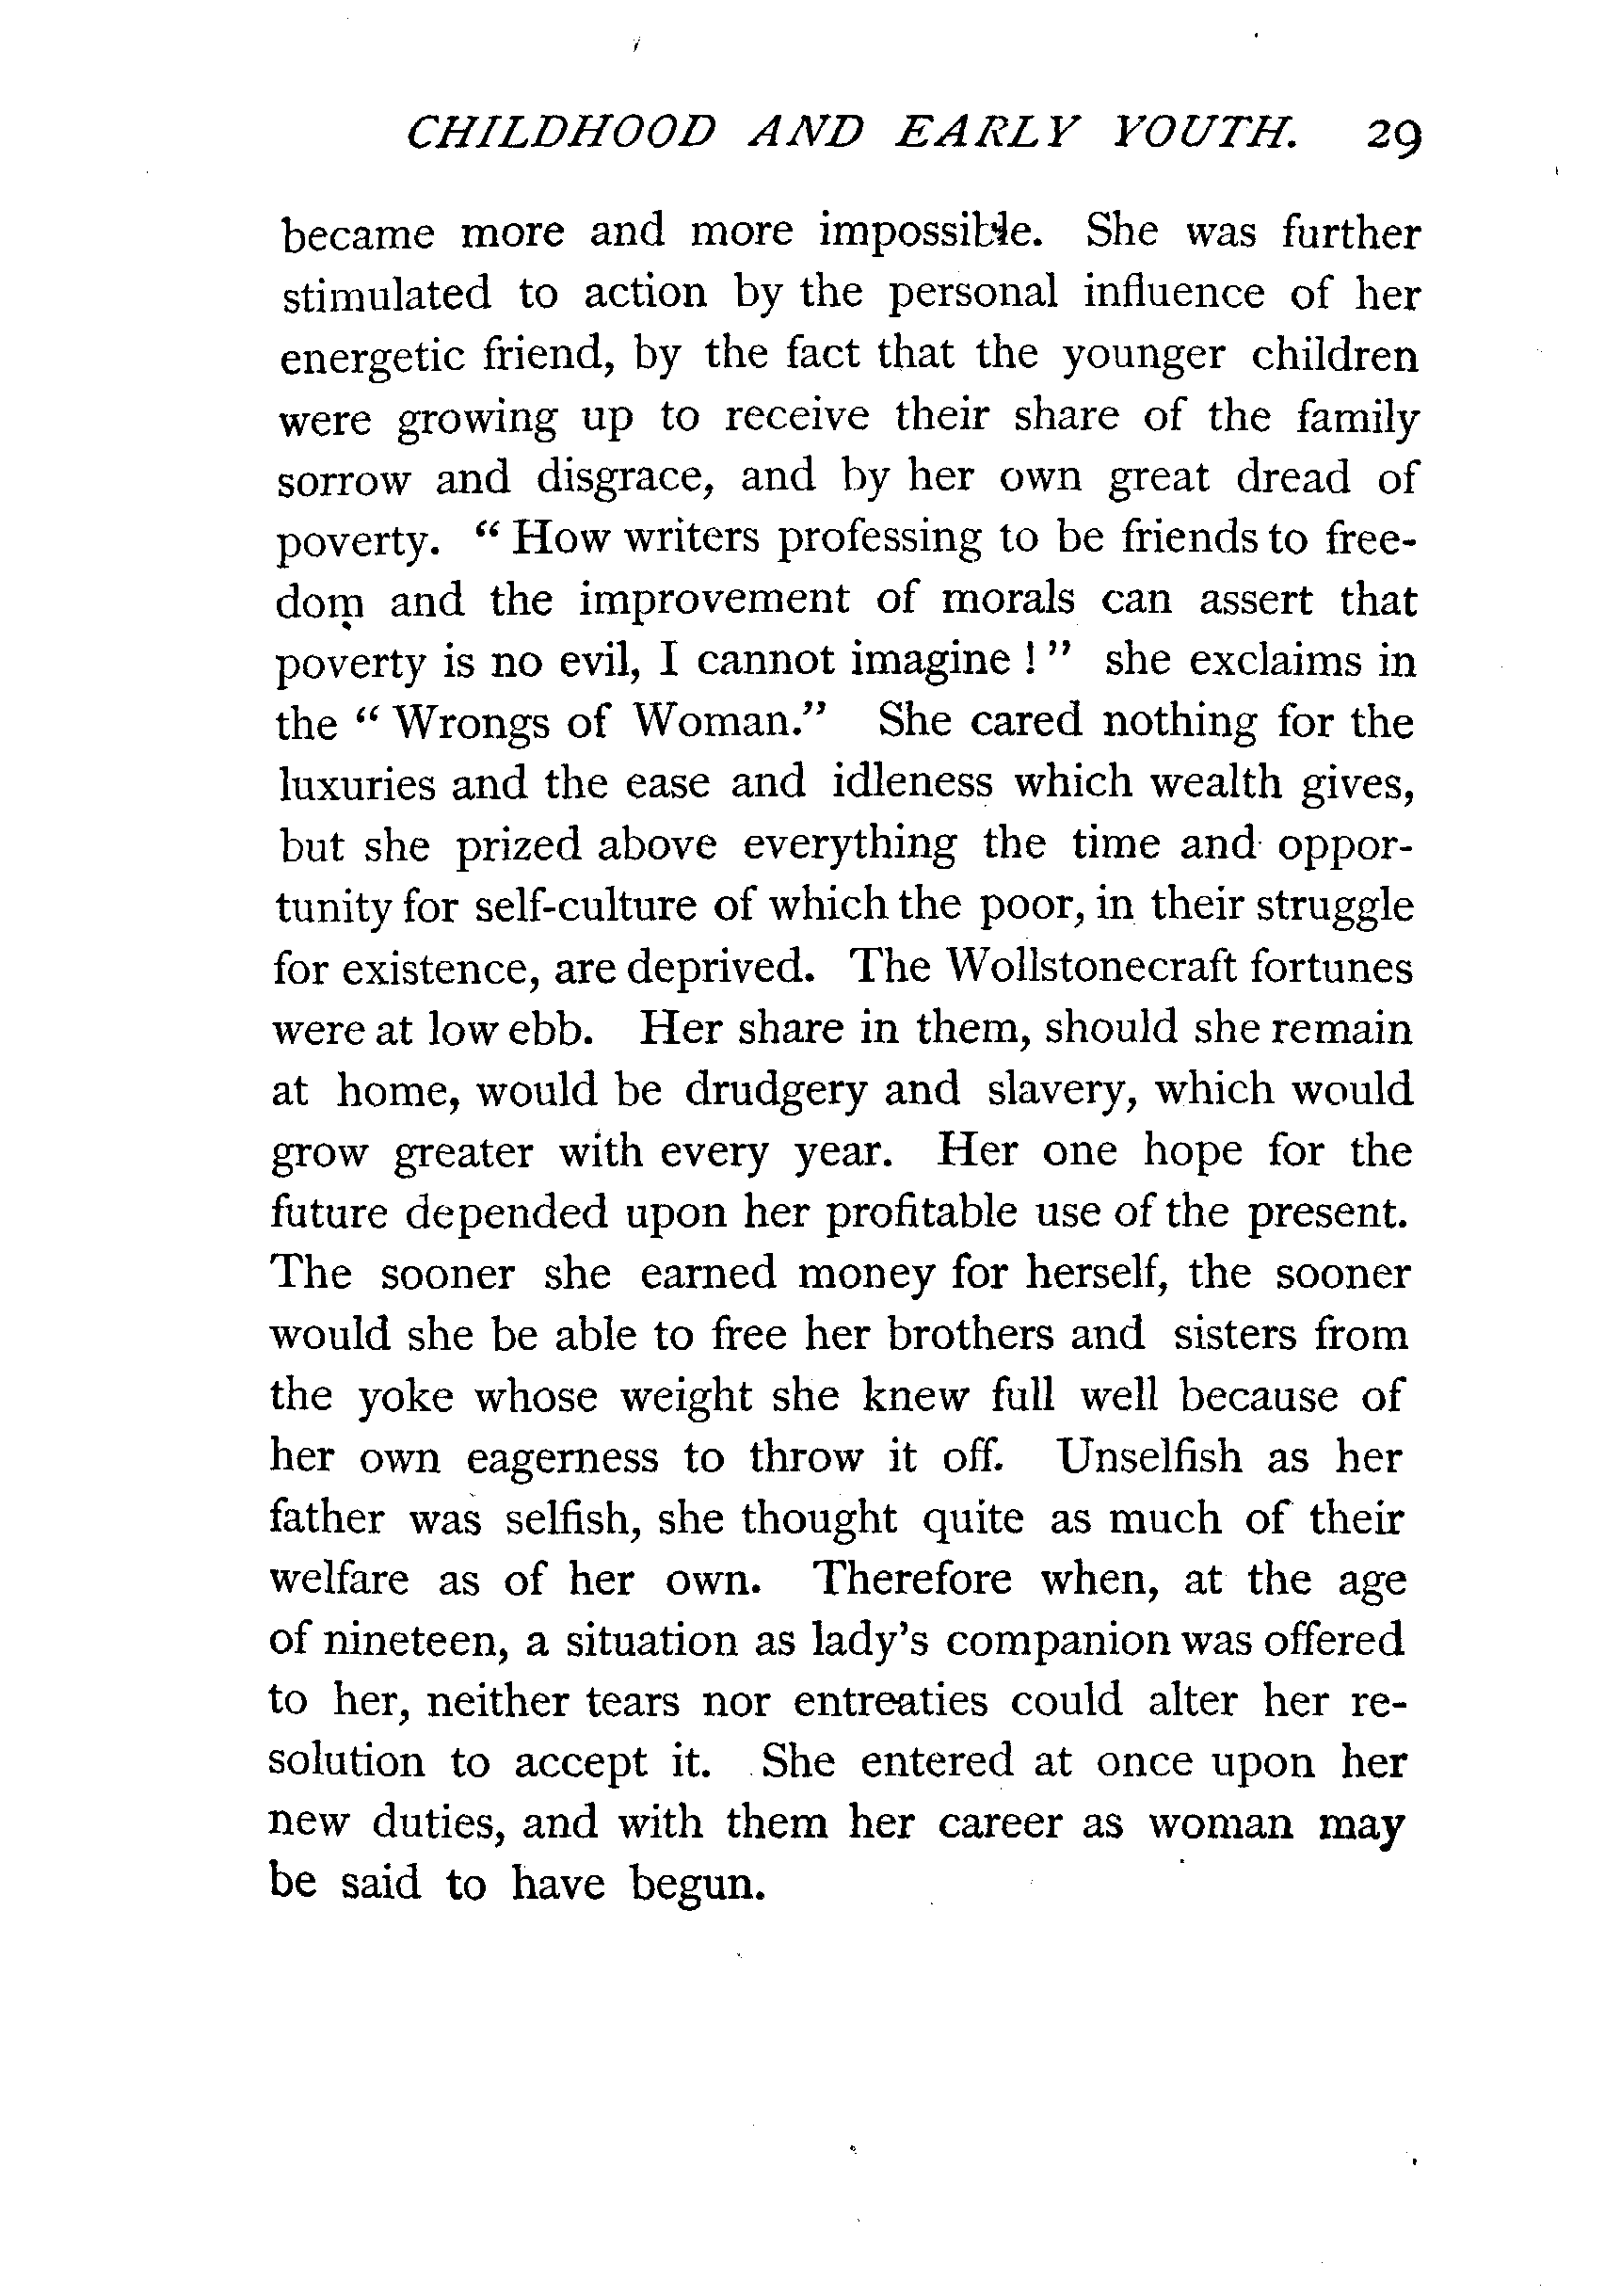 CHILDHOOD AND EARLY YOUTH. 29
became more and more impossible. She was further
stimulated to action by the personal influence of her
energetic friend, by the fact that the younger children
were growing up to receive their share of the family
sorrow and disgrace, and by her own great dread of
poverty. “ How writers professing to be friends to free-
dom and the improvement of morals can assert that
poverty is no evil, I cannot imagine ! ” she exclaims in
the “ Wrongs of Woman.” She cared nothing for the
luxuries and the ease and idleness which wealth gives,
but she prized above everything the time and oppor-
tunity for self-culture of which the poor, in their struggle
for existence, are deprived. The Wollstonecraft fortunes
were at low ebb. Her share in them, should she remain
at home, would be drudgery and slavery, which would
grow greater with every year. Her one hope for the
future depended upon her profitable use of the present.
The sooner she earned money for herself, the sooner
would she be able to free her brothers and sisters from
the yoke whose weight she knew full well because of
her own eagerness to throw it off. Unselfish as her
father was selfish, she thought quite as much of their
welfare as of her own. Therefore when, at the age
of nineteen, a situation as lady’s companion was offered
to her, neither tears nor entreaties could alter her re-
solution to accept it. She entered at once upon her
new duties, and with them her career as woman may
be said to have begun.